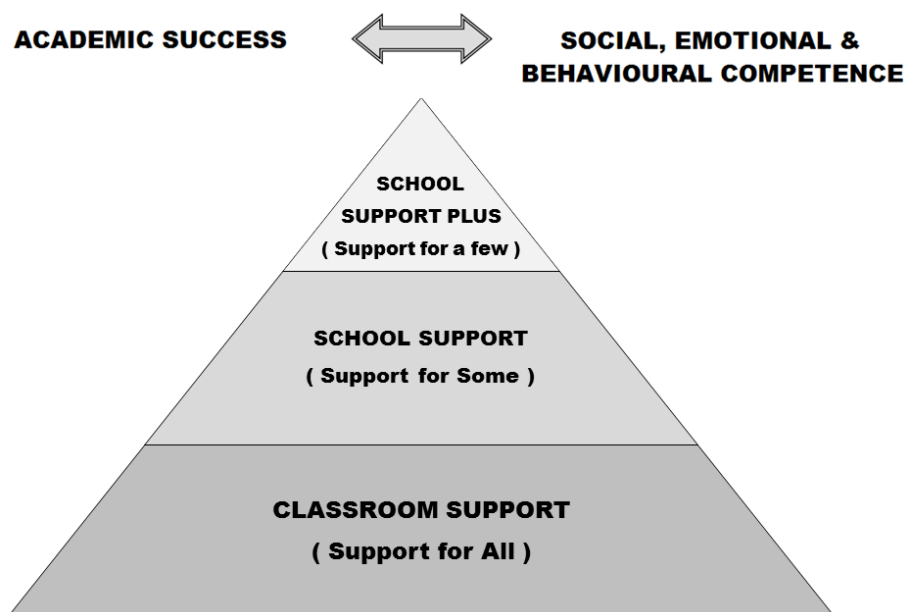 ACADEMIC SUCCESS
SOCIAL, EMOTIONAL &
BEHAVIOURAL COMPETENCE
SCHOOL
SUPPORT PLUS
( Support for a few )
SCHOOL SUPPORT
( Support for Some )
CLASSROOM SUPPORT
( Support for All )